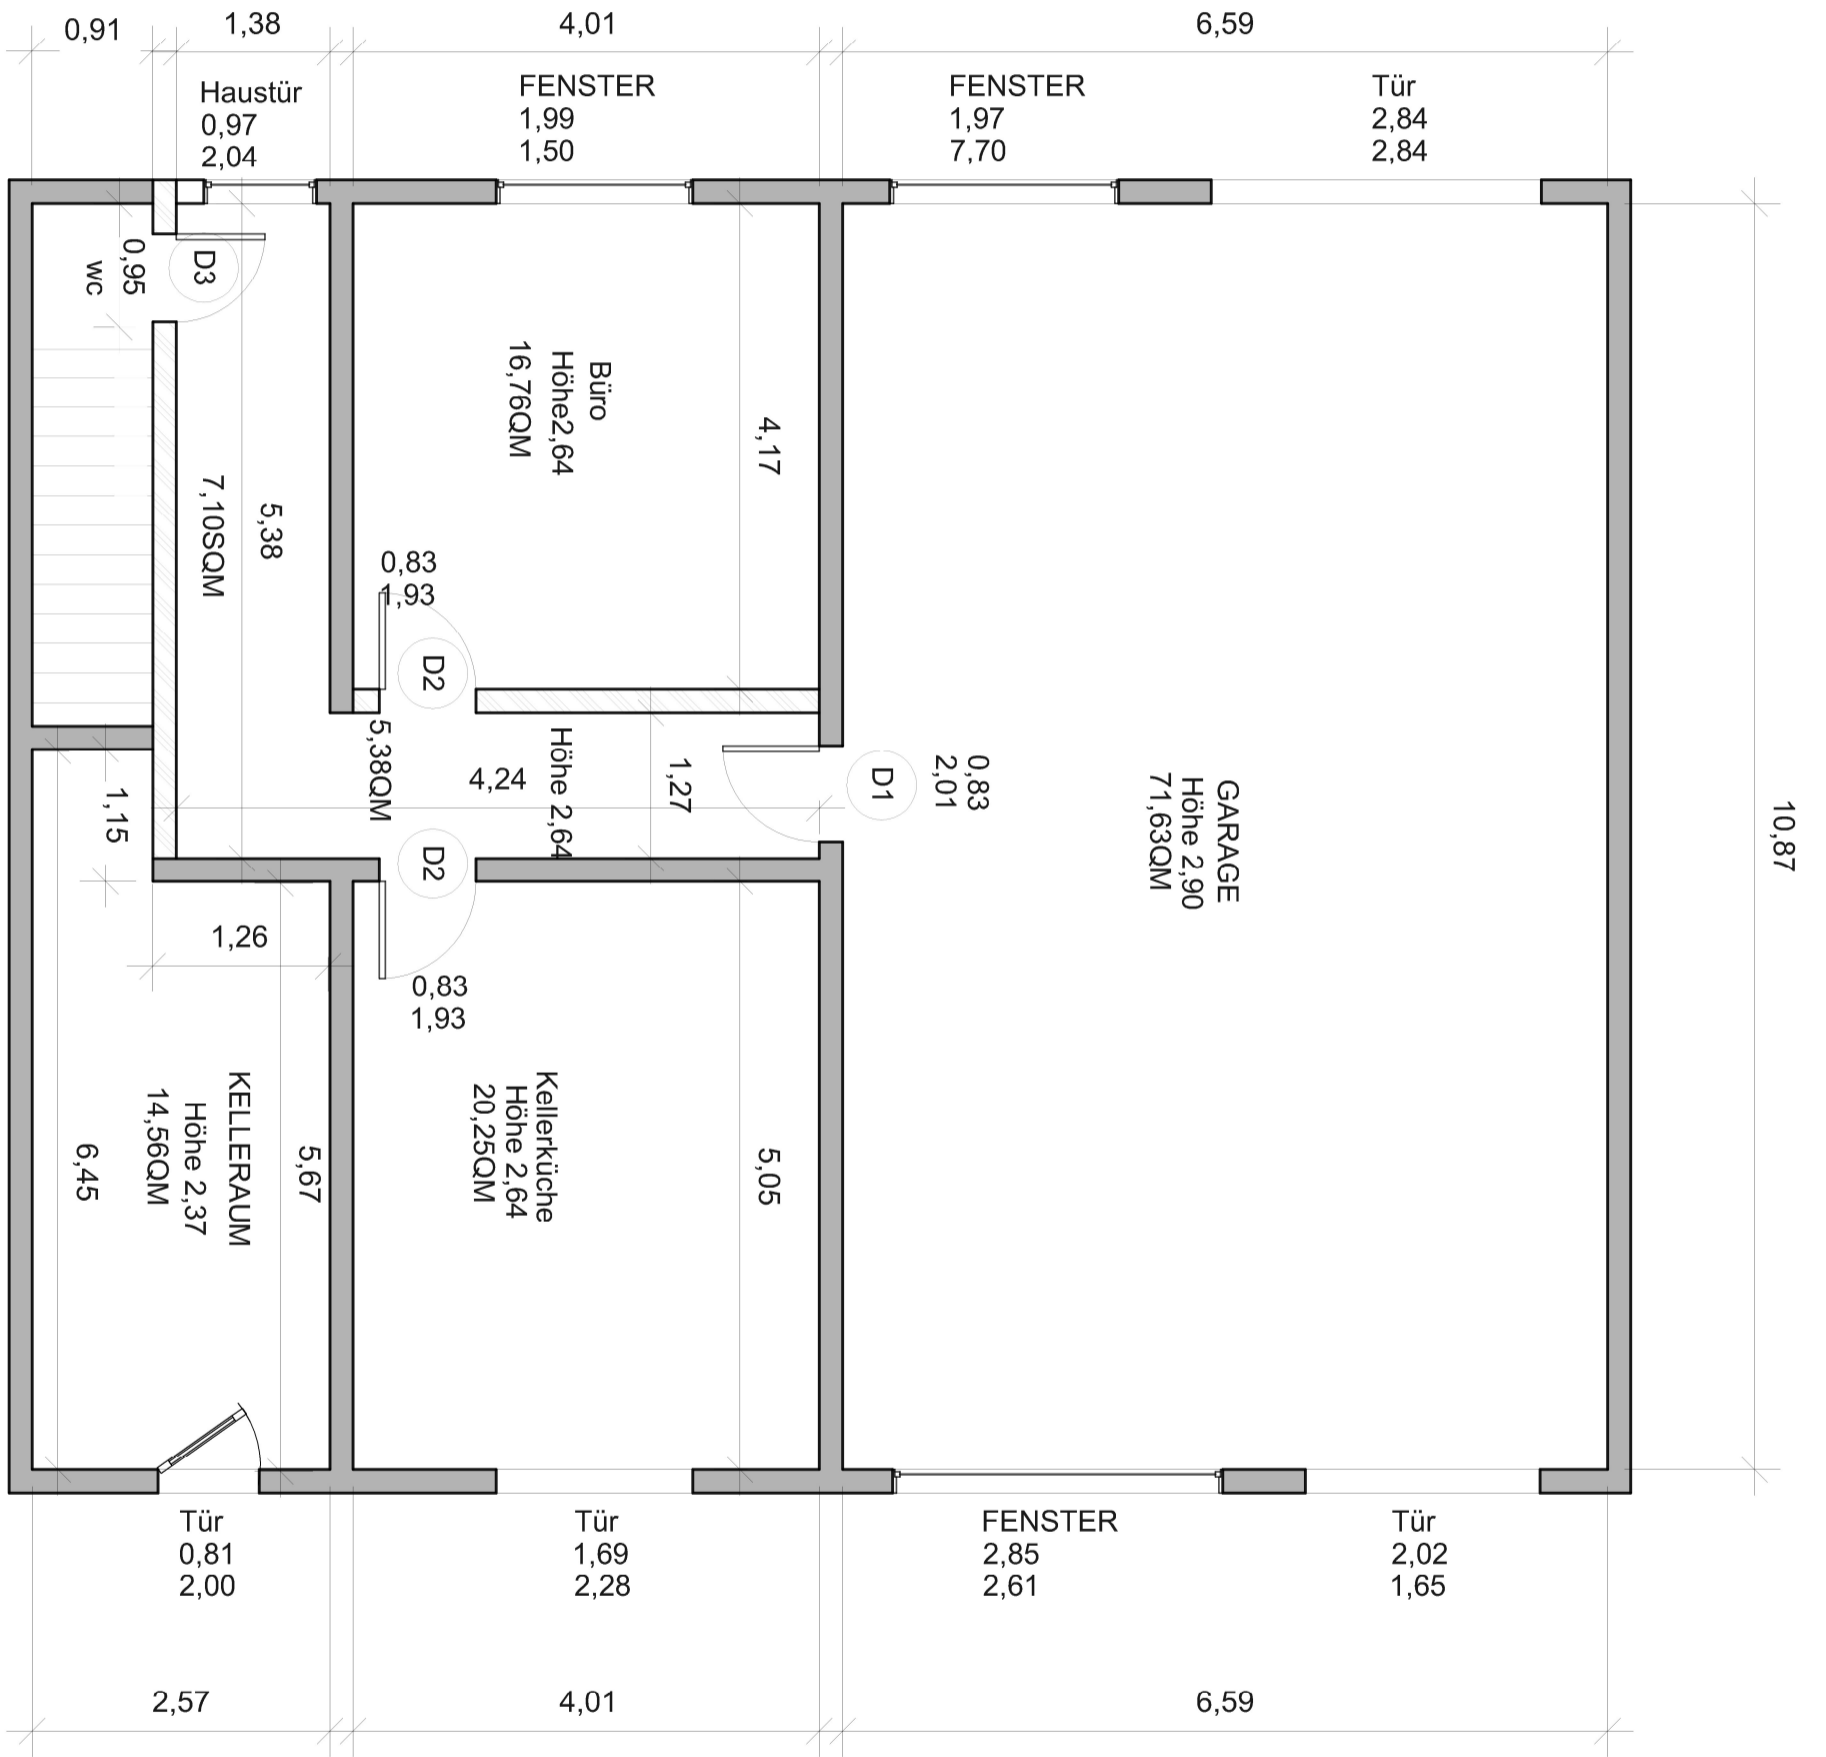 0,91
1,38
4,01
6,59
Haustür
0,97
2,04
FENSTER
1,99
1,50
FENSTER
1,97
7,70
Tür
2,84
2,84
0,95
wc
D3
Büro
Höhe2,64
16,76QM
4,17
5,38
7,10SQM
0,83
1,93
D2
5,38QM
4,24
Höhe 2,64
1,27
D1
0,83
2,01
GARAGE
Höhe 2,90
71,63QM
10,87
1,15
D2
1,26
0,83
1,93
KELLERAUM
Höhe 2,37
14,56QM
6,45
5,67
Kellerküche
Höhe 2,64
20,25QM
5,05
Tür
0,81
2,00
Tür
1,69
2,28
FENSTER
2,85
2,61
Tür
2,02
1,65
2,57
4,01
6,59